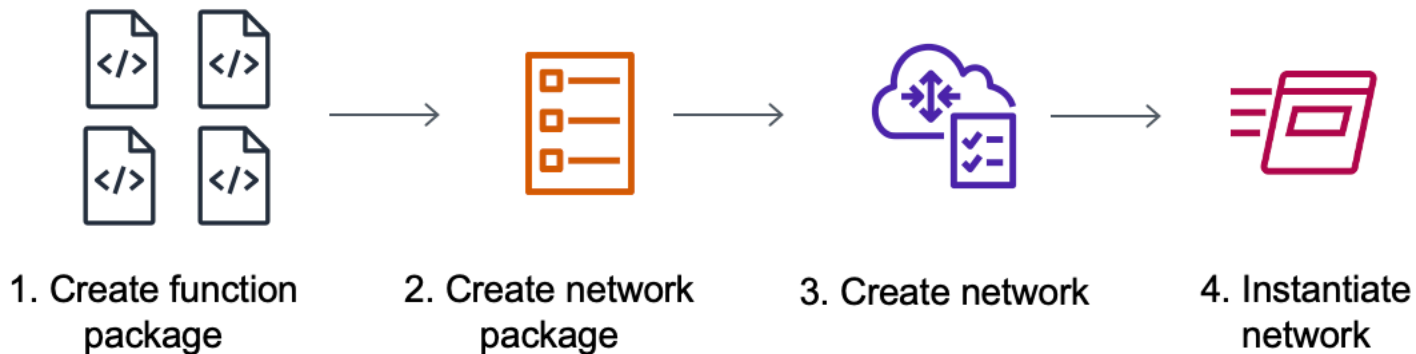 </>
</>
</>
</>
1. Create function
package
2. Create network
package
3. Create network
4. Instantiate
network